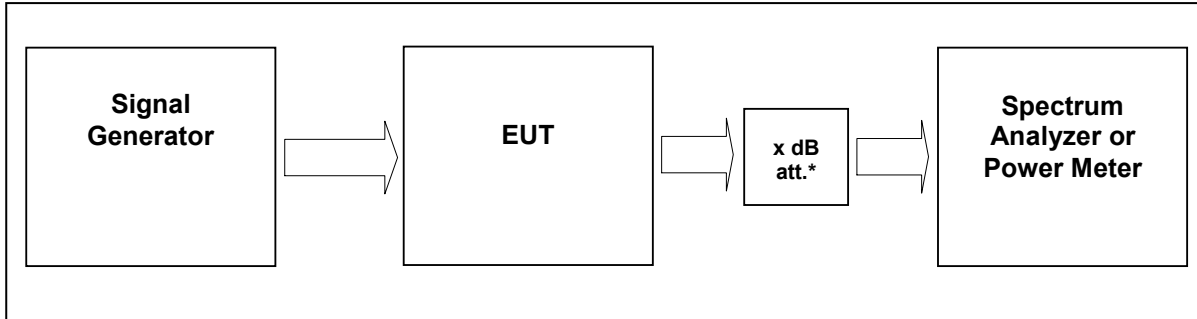 Signal
Generator
EUT
x dB
att.*
Spectrum
Analyzer or
Power Meter